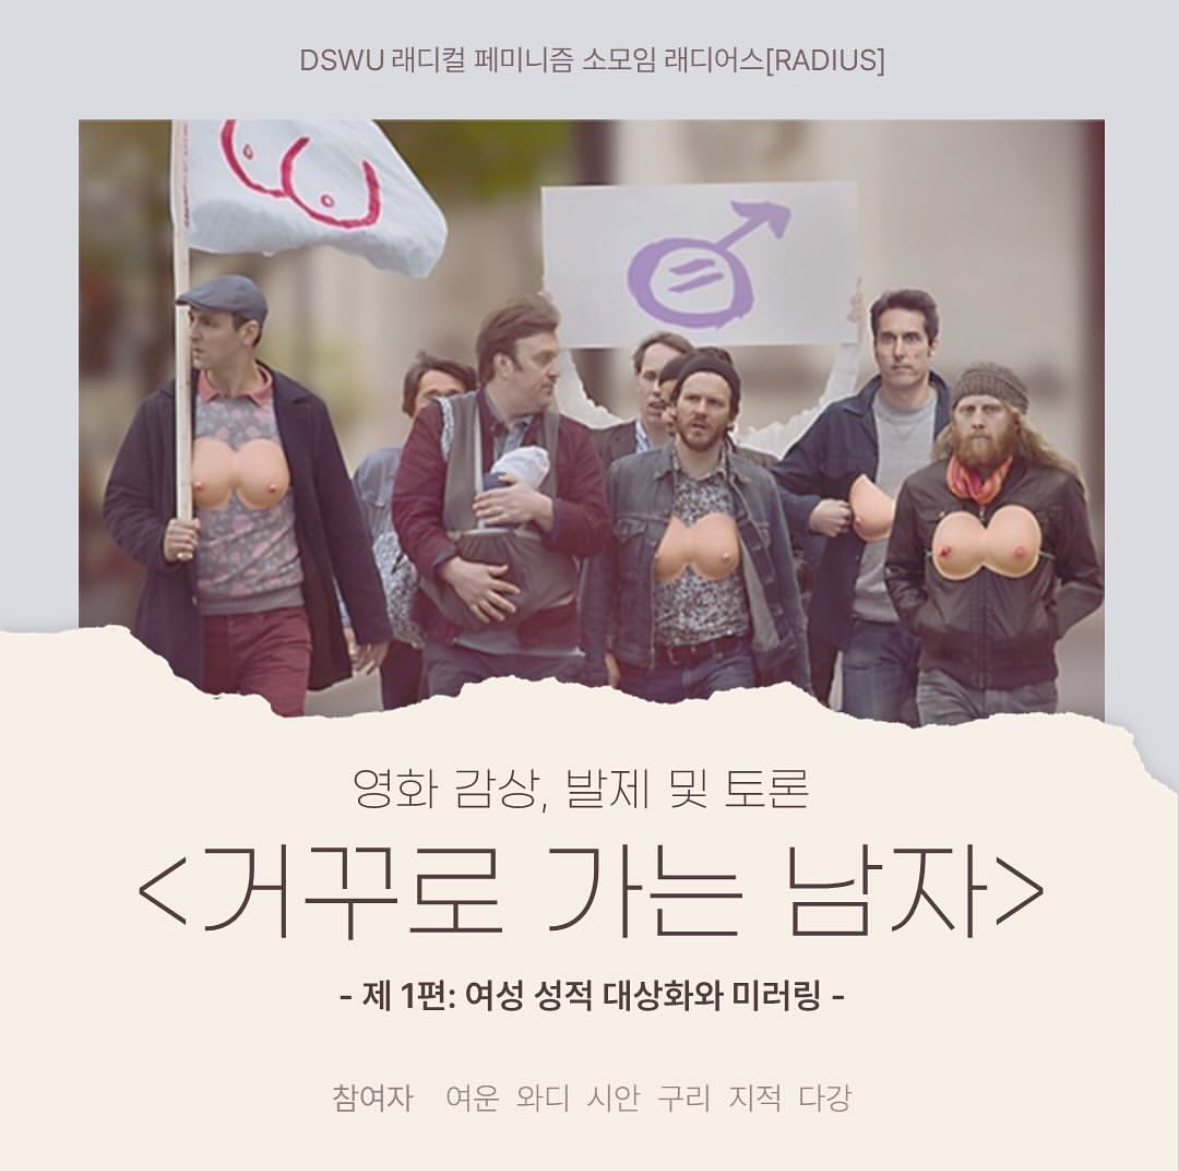 DSWU 래디컬 페미니즘 소모임 래디어스[RADIUS]
영화 감상, 발제 및 토론
<거꾸로 가는 남자>
- 제 1편: 여성 성적 대상화와 미러링 -
참여자 여운 와디 시안 구리 지적 다강